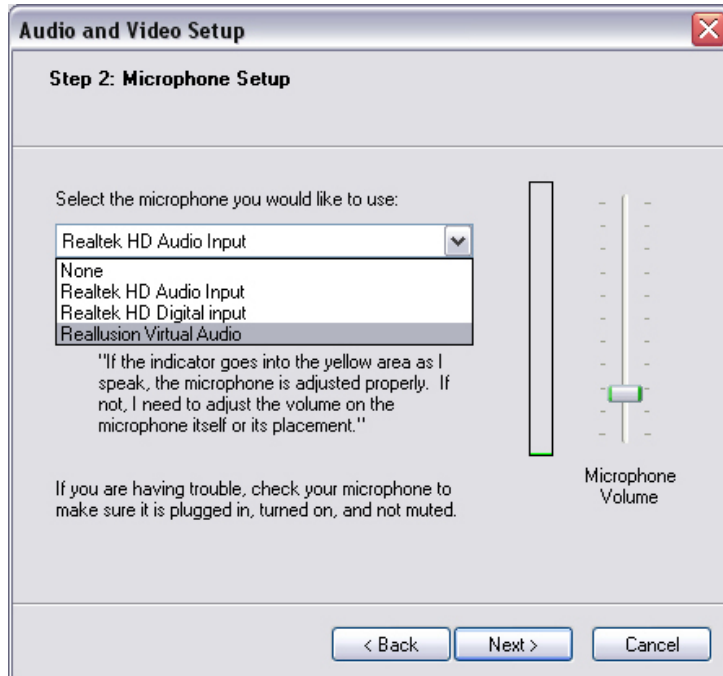 Audio and Video Setup
Step 2: Microphone Setup
Select the microphone you would like to use:
Realtek HD Audio Input
None
Realtek HD Audio Input
Realtek HD Digital input
Reallusion Virtual Audio
"If the indicator goes into the yellow area as I
speak, the microphone is adjusted properly.  If
not, I need to adjust the volume on the
microphone itself or its placement."
If you are having trouble, check your microphone to
make sure it is plugged in, turned on, and not muted.
Microphone
Volume
< Back
Next >
Cancel